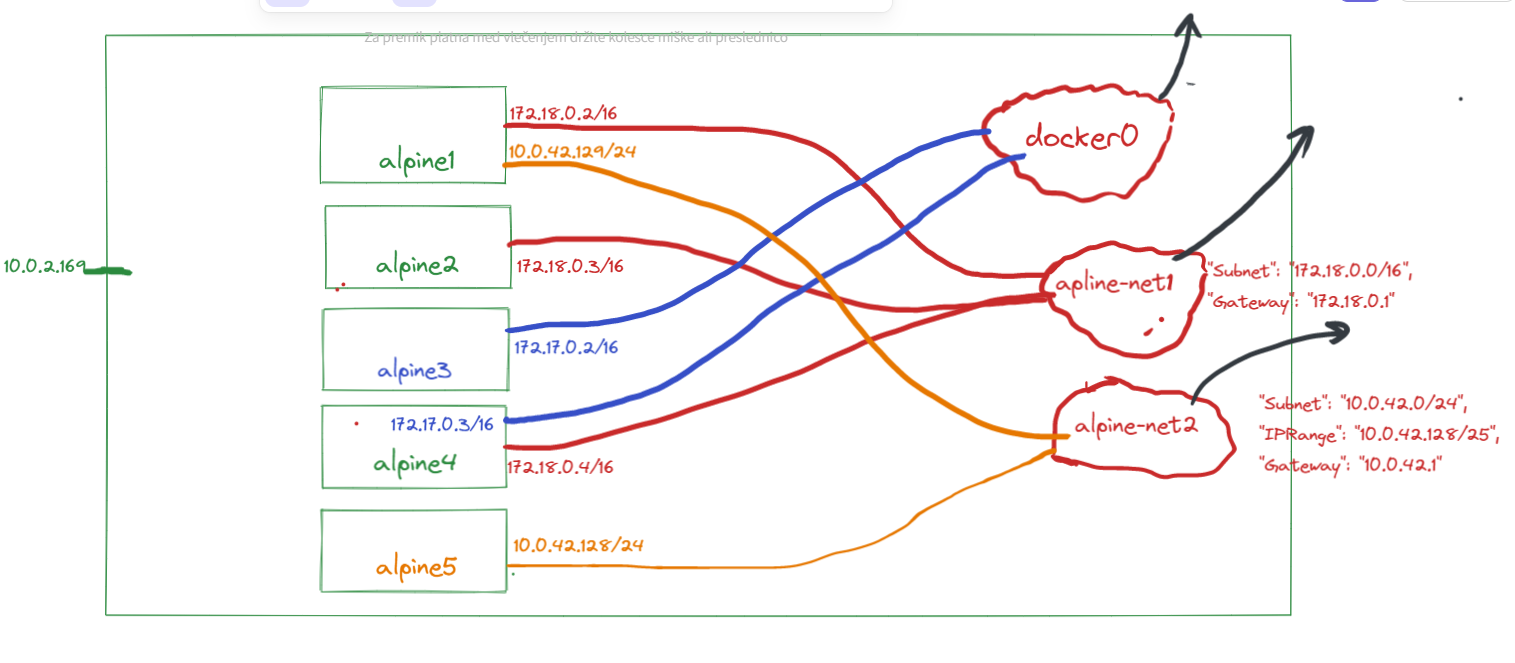 Za premik platna med vlečenjem držite kolesce miške ali preslednico
172.18.0.2/16
10.0.42.129/24
alpine1
docker0
alpine2
172.18.0.3/16
10.0.2.169
apline-net1
"Subnet": "172.18.0.0/16",
"Gateway": "172.18.0.1"
172.17.0.2/16
alpine3
172.17.0.3/16
alpine4
172.18.0.4/16
alpine-net2
"Subnet": "10.0.42.0/24",
"IPRange": "10.0.42.128/25",
"Gateway": "10.0.42.1"
10.0.42.128/24
alpine5